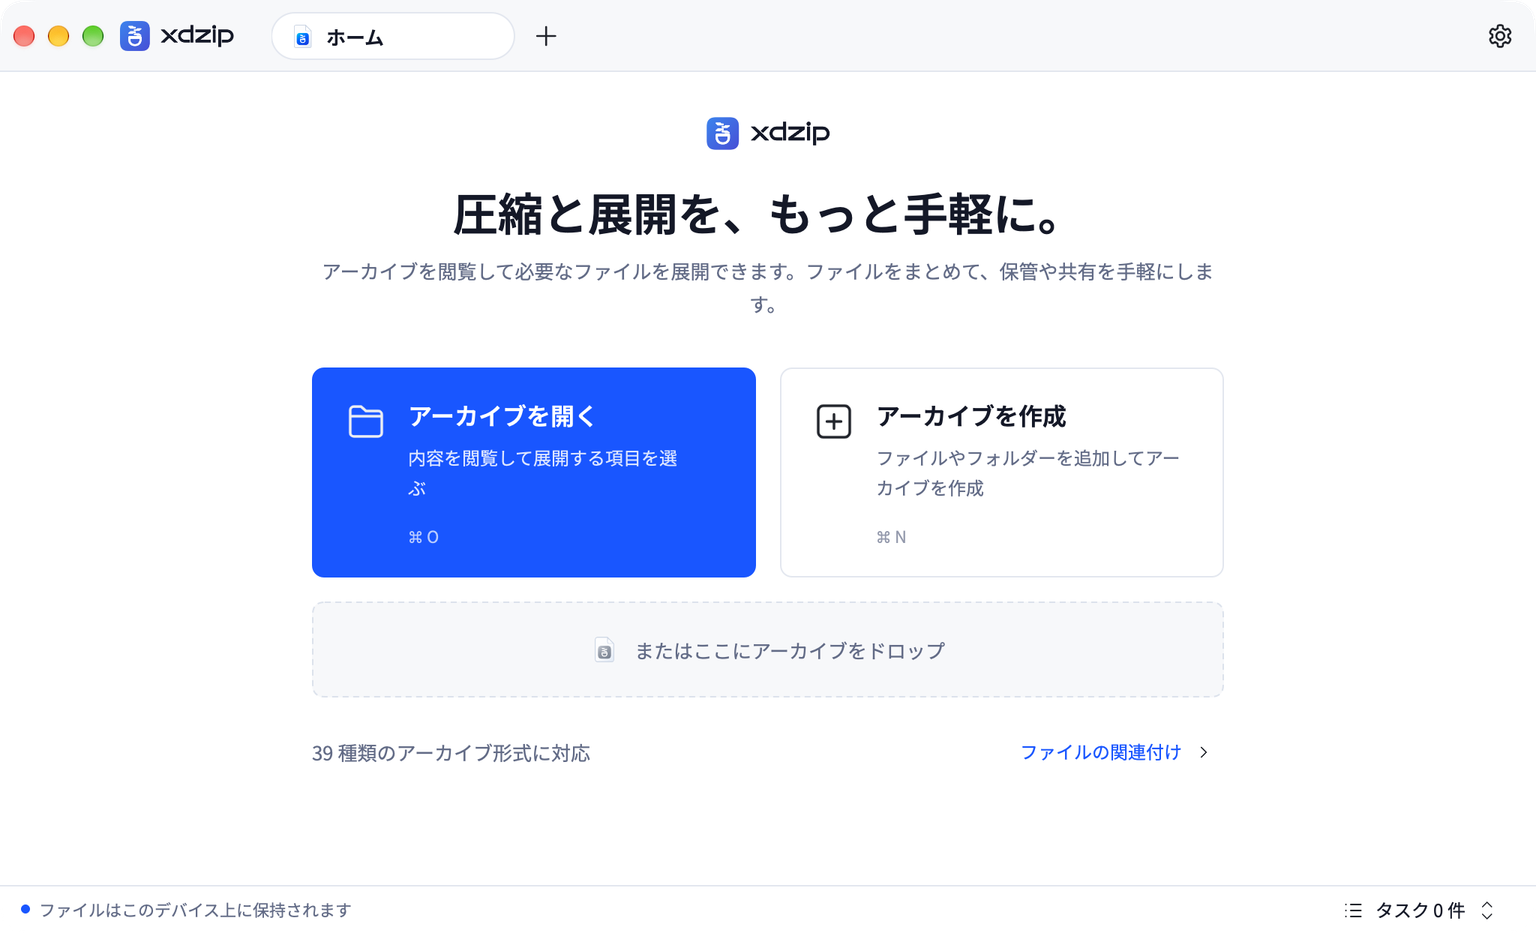 xdzip
ホーム
xdzip
圧縮と展開を、もっと手軽に。
アーカイブを閲覧して必要なファイルを展開できます。ファイルをまとめて、保管や共有を手軽にしま
す。
アーカイブを開く
内容を閲覧して展開する項目を選
ぶ
⌘ O
アーカイブを作成
ファイルやフォルダーを追加してアー
カイブを作成
⌘ N
またはここにアーカイブをドロップ
39 種類のアーカイブ形式に対応
ファイルの関連付け
ファイルはこのデバイス上に保持されます
タスク 0 件